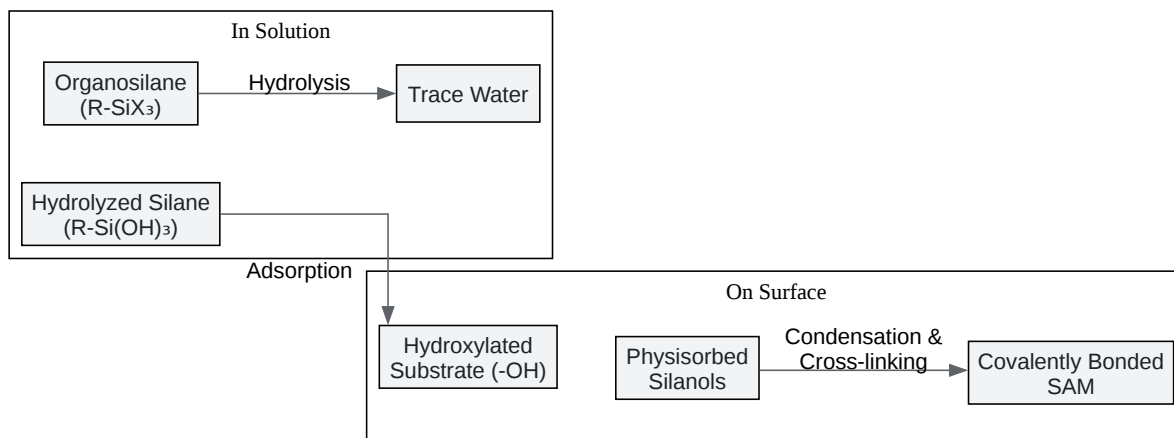 In Solution
Organosilane
(R-SiX₃)
Hydrolysis
Trace Water
Hydrolyzed Silane
(R-Si(OH)₃)
Adsorption
On Surface
Hydroxylated
Substrate (-OH)
Physisorbed
Silanols
Condensation &
Cross-linking
Covalently Bonded
SAM